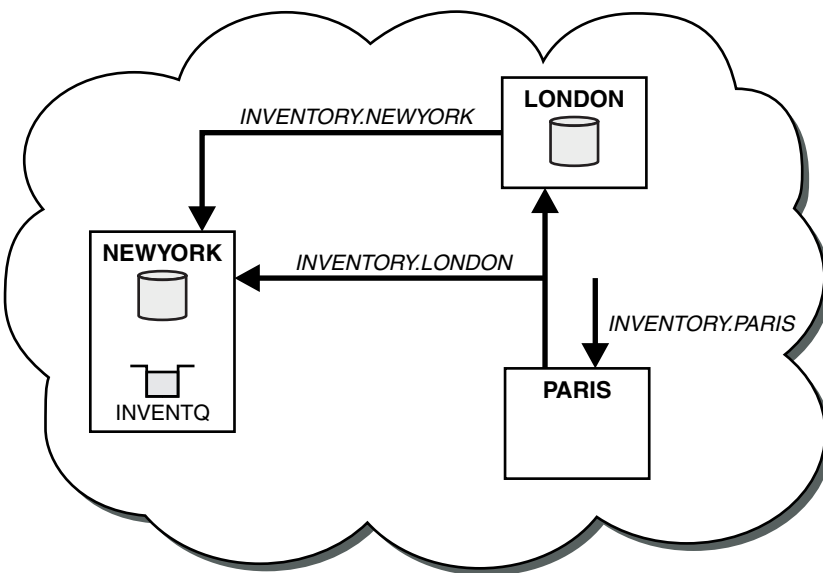 LONDON
INVENTORY.NEWYORK
NEWYORK
INVENTORY.LONDON
INVENTORY.PARIS
PARIS
INVENTQ